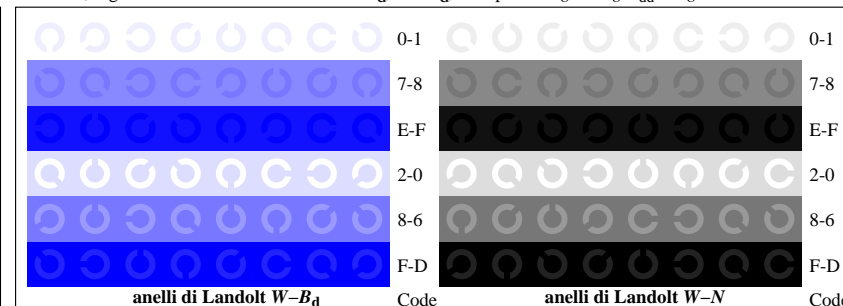 0-1 0-1
7-8 7-8
E-F E-F
2-0 2-0
8-6 8-6
F-D F-D
anelli di Landolt W–Bd Code anelli di Landolt W–N